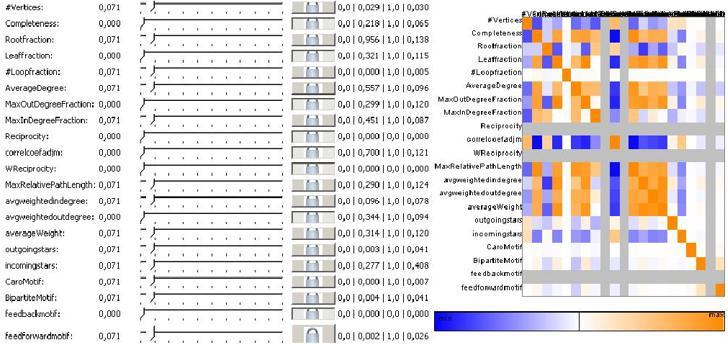 #Vertices: 0,071 0,0 | 0,029 | 1,0 | 0,030
Completeness: 0,000 0,0 | 0,218 | 1,0 | 0,065
Rootfraction: 0,071 0,0 | 0,956 | 1,0 | 0,138
Leaffraction: 0,000 0,0 | 0,321 | 1,0 | 0,115
#Loopfraction: 0,071 0,0 | 0,000 | 1,0 | 0,005
AverageDegree: 0,071 0,0 | 0,557 | 1,0 | 0,096
MaxOutDegreeFraction: 0,000 0,0 | 0,299 | 1,0 | 0,120
MaxInDegreeFraction: 0,071 0,0 | 0,451 | 1,0 | 0,087
Reciprocity: 0,000 0,0 | 0,000 | 0,0 | 0,000
correlcoefadjm: 0,000 0,0 | 0,700 | 1,0 | 0,121
WReciprocity: 0,000 0,0 | 0,000 | 0,0 | 0,000
MaxRelativePathLength: 0,071 0,0 | 0,290 | 1,0 | 0,124
avgweightedindegree: 0,071 0,0 | 0,096 | 1,0 | 0,078
avgweightedoutdegree: 0,000 0,0 | 0,344 | 1,0 | 0,094
averageWeight: 0,071 0,0 | 0,314 | 1,0 | 0,120
outgoingstars: 0,071 0,0 | 0,003 | 1,0 | 0,041
incomingstars: 0,071 0,0 | 0,277 | 1,0 | 0,408
CaroMotif: 0,071 0,0 | 0,000 | 1,0 | 0,007
BipartiteMotif: 0,071 0,0 | 0,004 | 1,0 | 0,041
feedbackmotif: 0,000 0,0 | 0,000 | 0,0 | 0,000
feedforwardmotif: 0,071 0,0 | 0,002 | 1,0 | 0,026
#Vertices
Completeness
Rootfraction
Leaffraction
#Loopfraction
AverageDegree
MaxOutDegreeFraction
MaxInDegreeFraction
Reciprocity
correlcoefadjm
WReciprocity
MaxRelativePathLength
avgweightedindegree
avgweightedoutdegree
averageWeight
outgoingstars
incomingstars
CaroMotif
BipartiteMotif
feedbackmotif
feedforwardmotif
max